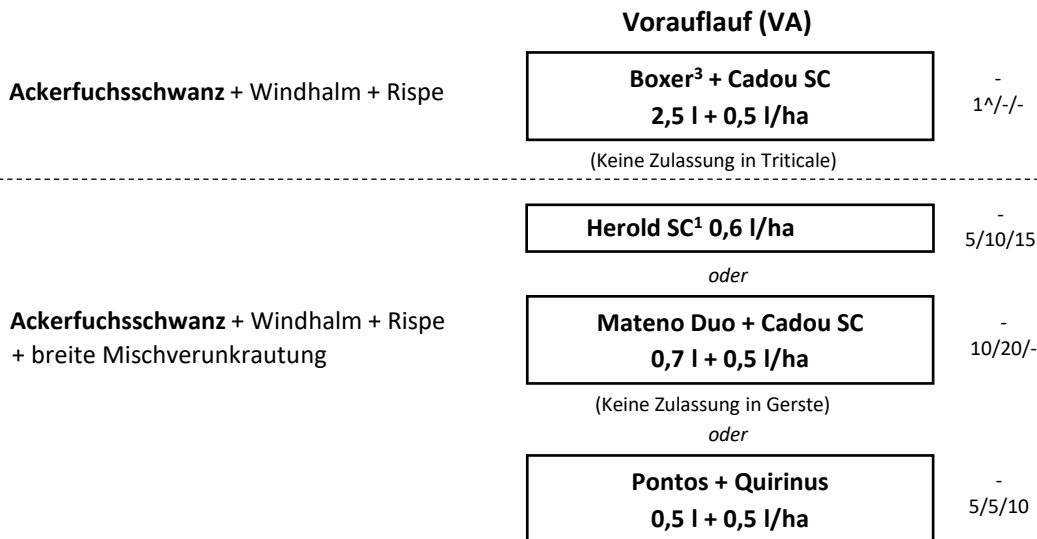 Vorauflauf (VA)
Ackerfuchsschwanz + Windhalm + Rispe
Boxer³ + Cadou SC
2,5 l + 0,5 l/ha
-
1^/-/-
(Keine Zulassung in Triticale)
Herold SC¹ 0,6 l/ha
-
5/10/15
oder
Ackerfuchsschwanz + Windhalm + Rispe
+ breite Mischverunkrautung
Mateno Duo + Cadou SC
0,7 l + 0,5 l/ha
-
10/20/-
(Keine Zulassung in Gerste)
oder
Pontos + Quirinus
0,5 l + 0,5 l/ha
-
5/5/10